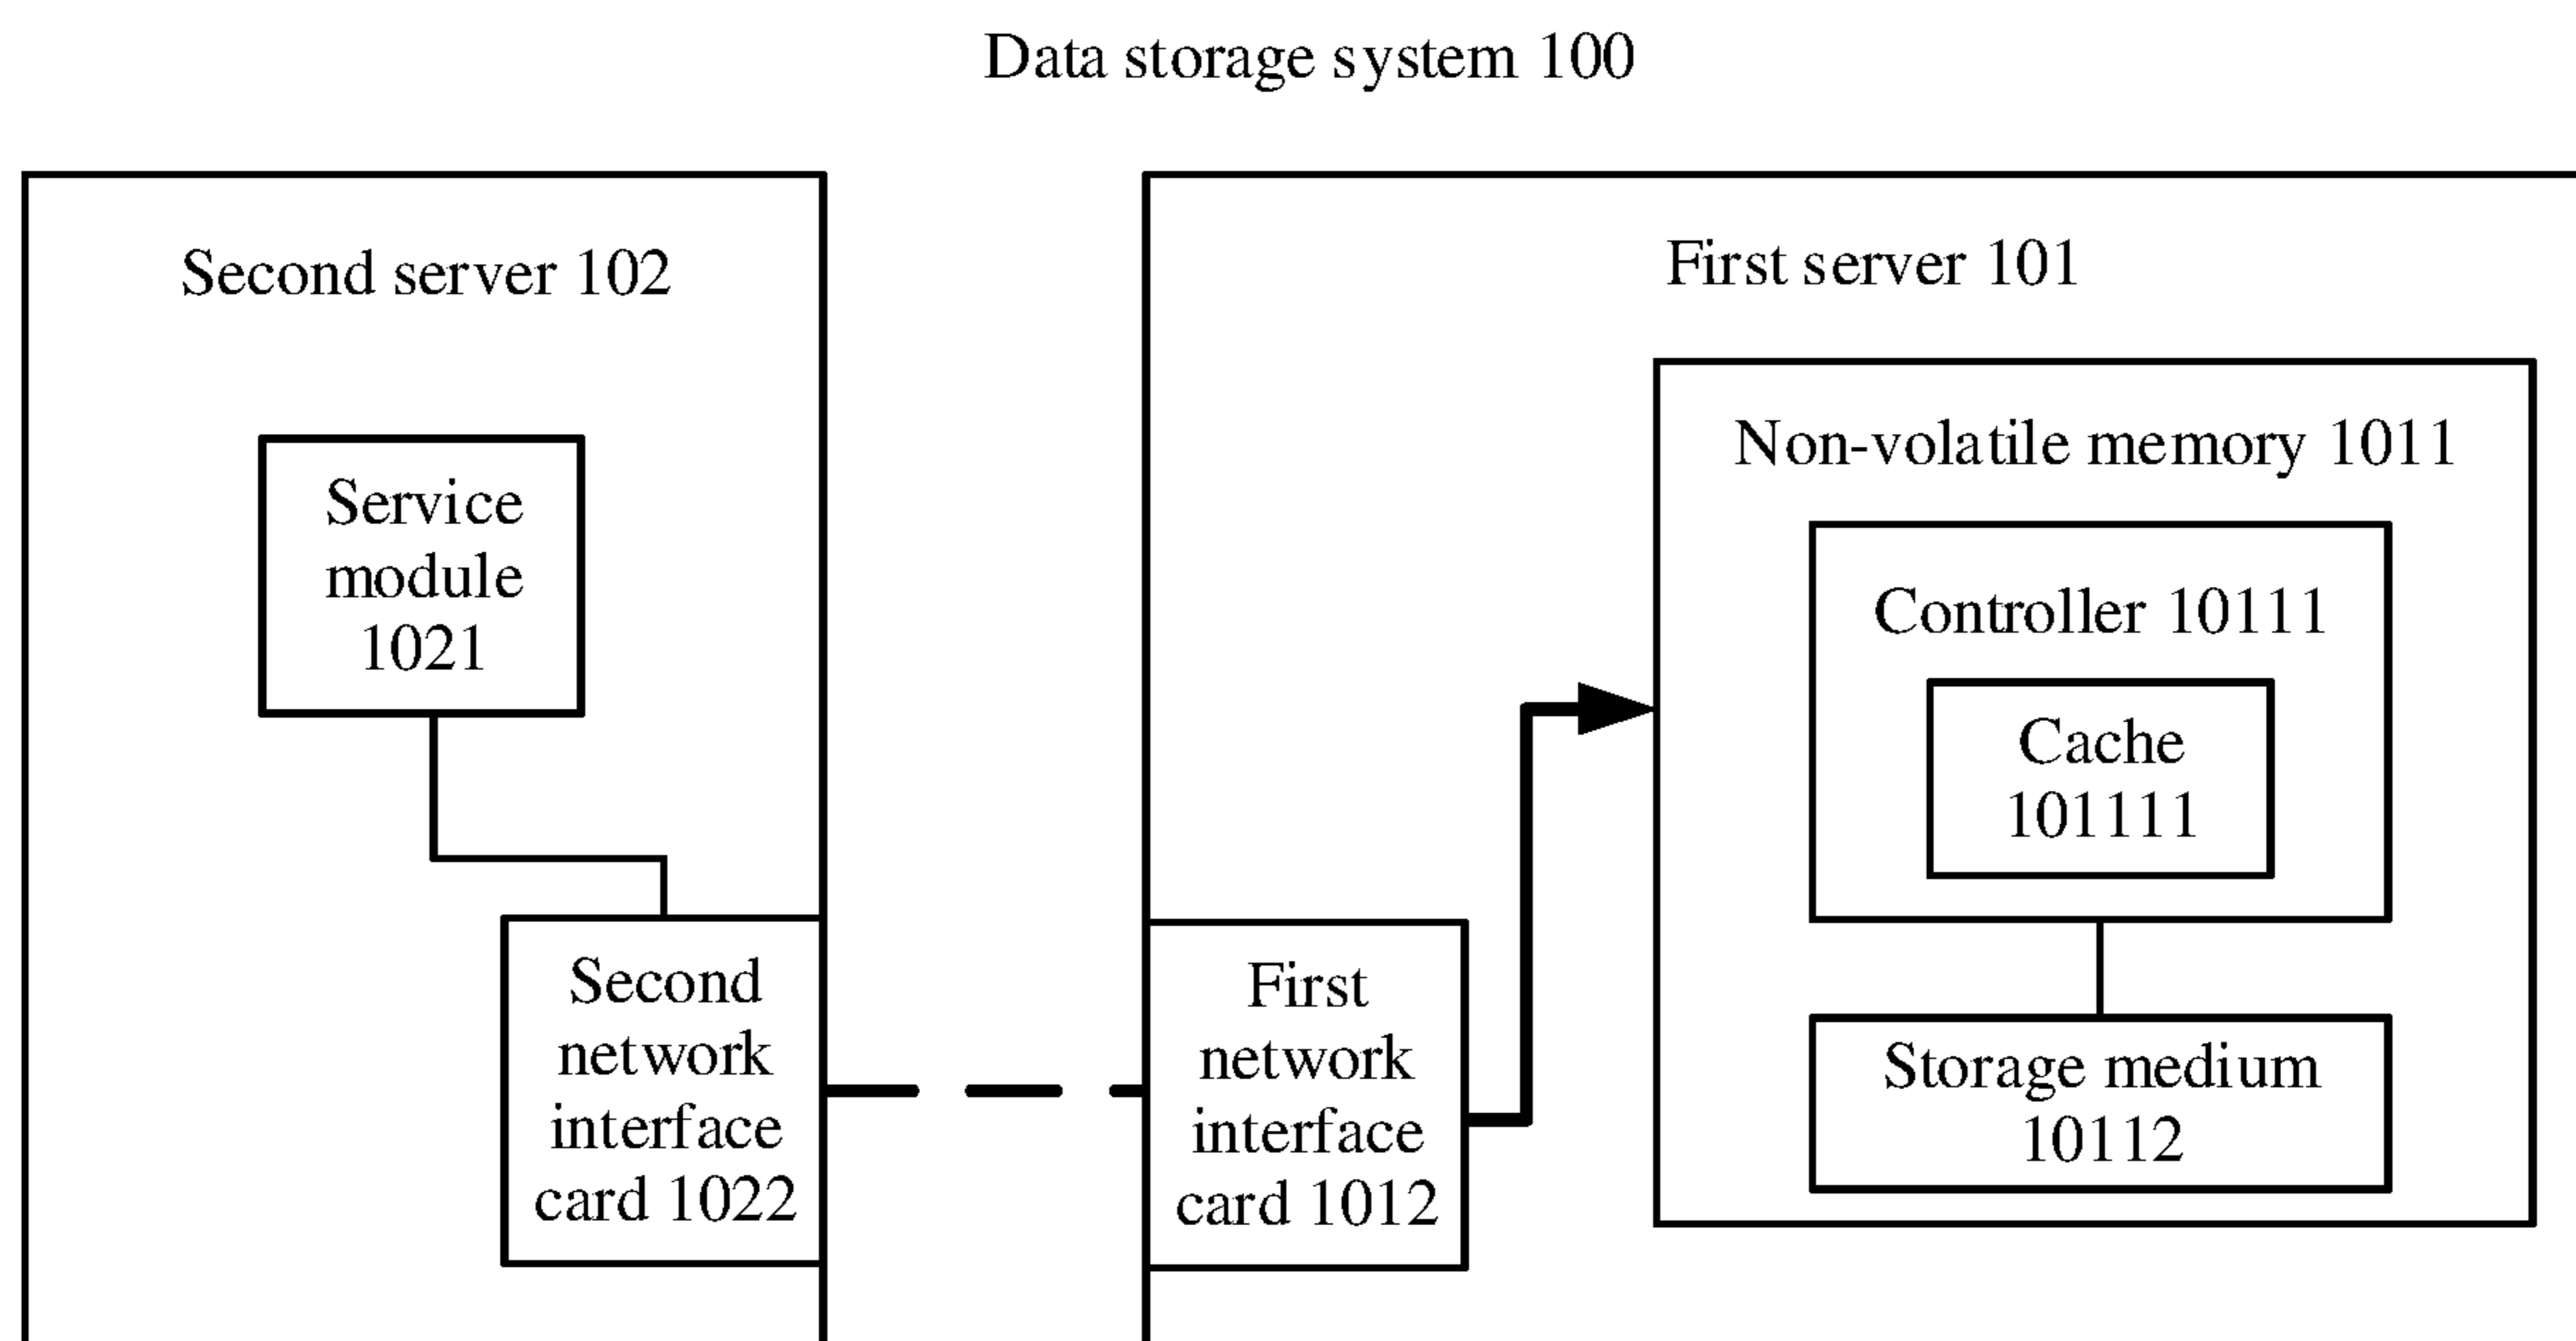 Data storage system 100
Second server 102
Service
module
1021
Second
network
interface
card 1022
First server 101
First
network
interface
card 1012
Non-volatile memory 1011
Controller 10111
Cache
101111
Storage medium
10112